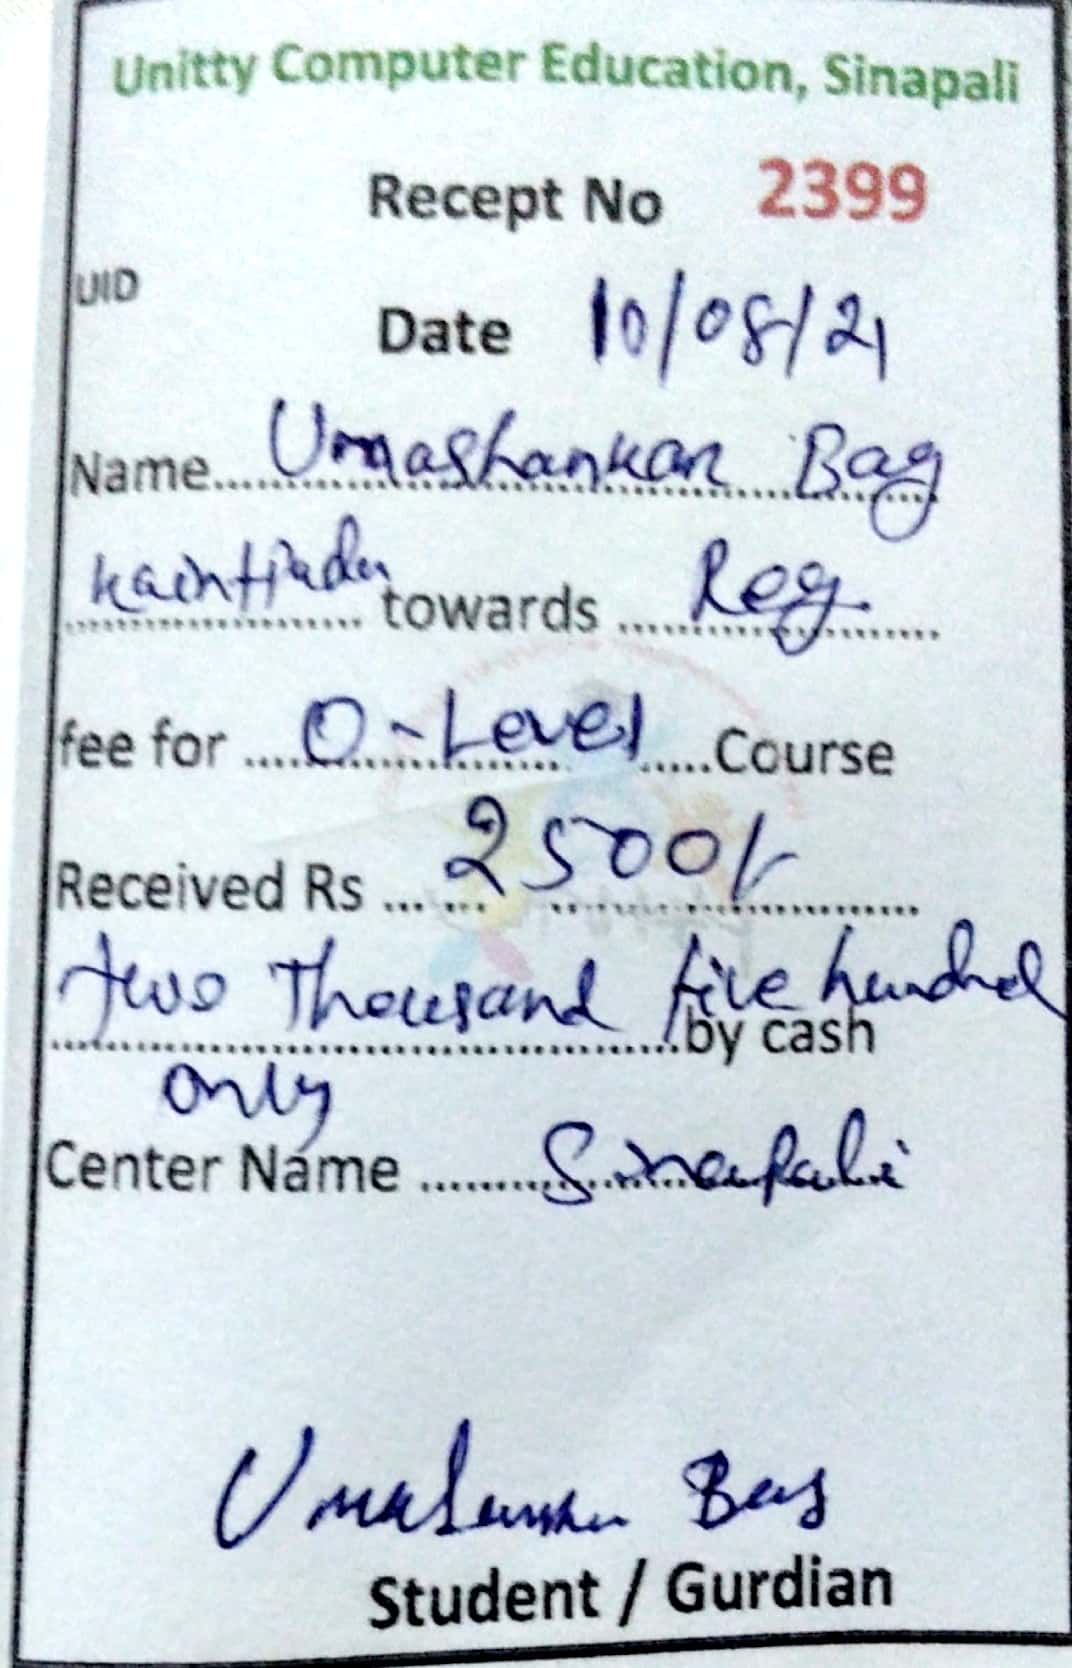 Unitty Computer Education, Sinapali
Recept No 2399
UID
Date 10/08/21
Name.....Umashankar Bag
.......... towards ..... Reg.
fee for ....O-Level.....Course
Received Rs ... 2500/-
two Thousand five hundred
by cash
only
Center Name ........Sinapali
Umashankar Bag
Student / Gurdian